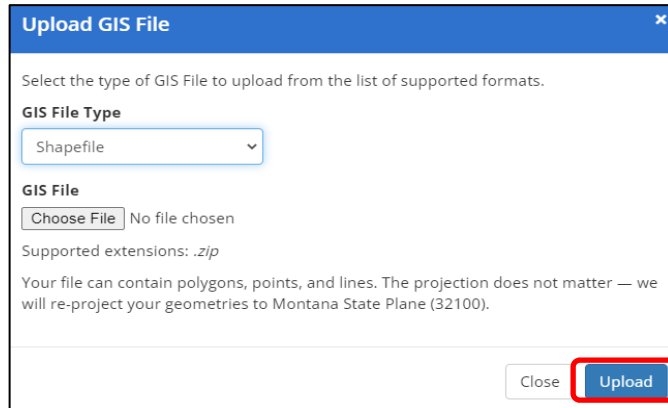 Upload GIS File ×
Select the type of GIS File to upload from the list of supported formats.
GIS File Type
Shapefile
GIS File
Choose File No file chosen
Supported extensions: .zip
Your file can contain polygons, points, and lines. The projection does not matter — we
will re-project your geometries to Montana State Plane (32100).
Close Upload